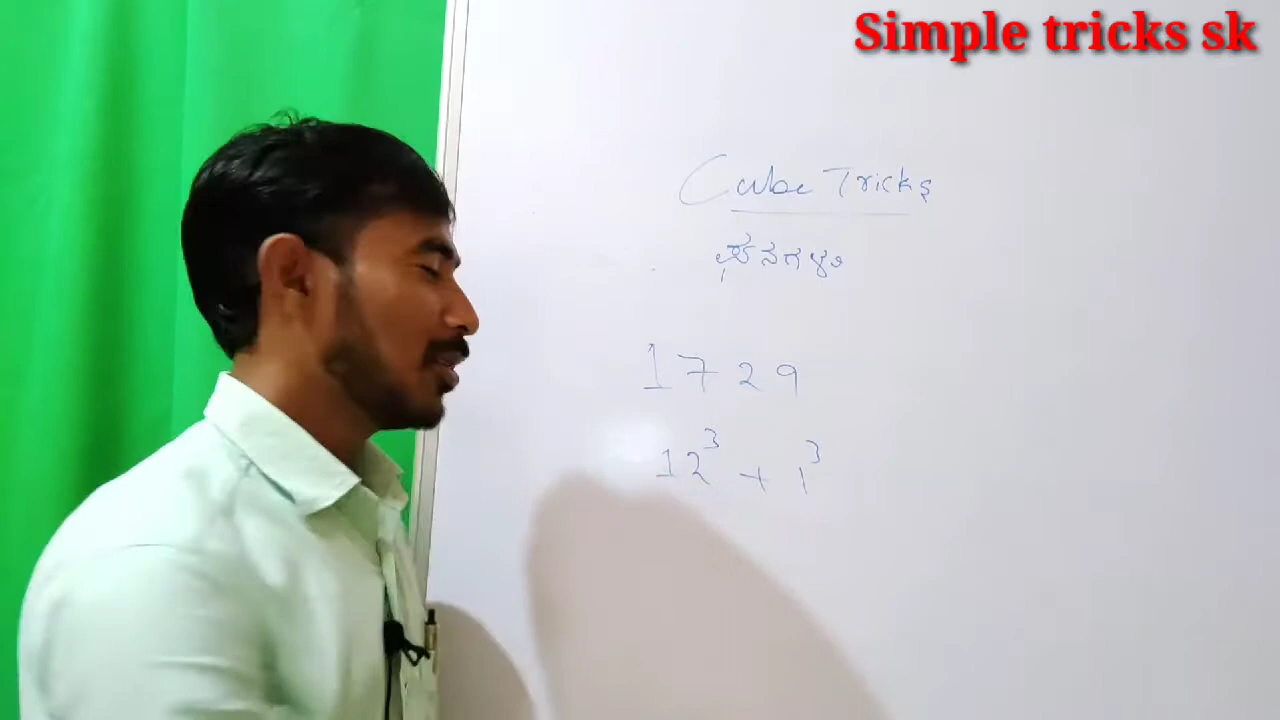 Simple tricks sk
Cube Tricks
ಘನಗಳು
1729
12³ + 1³